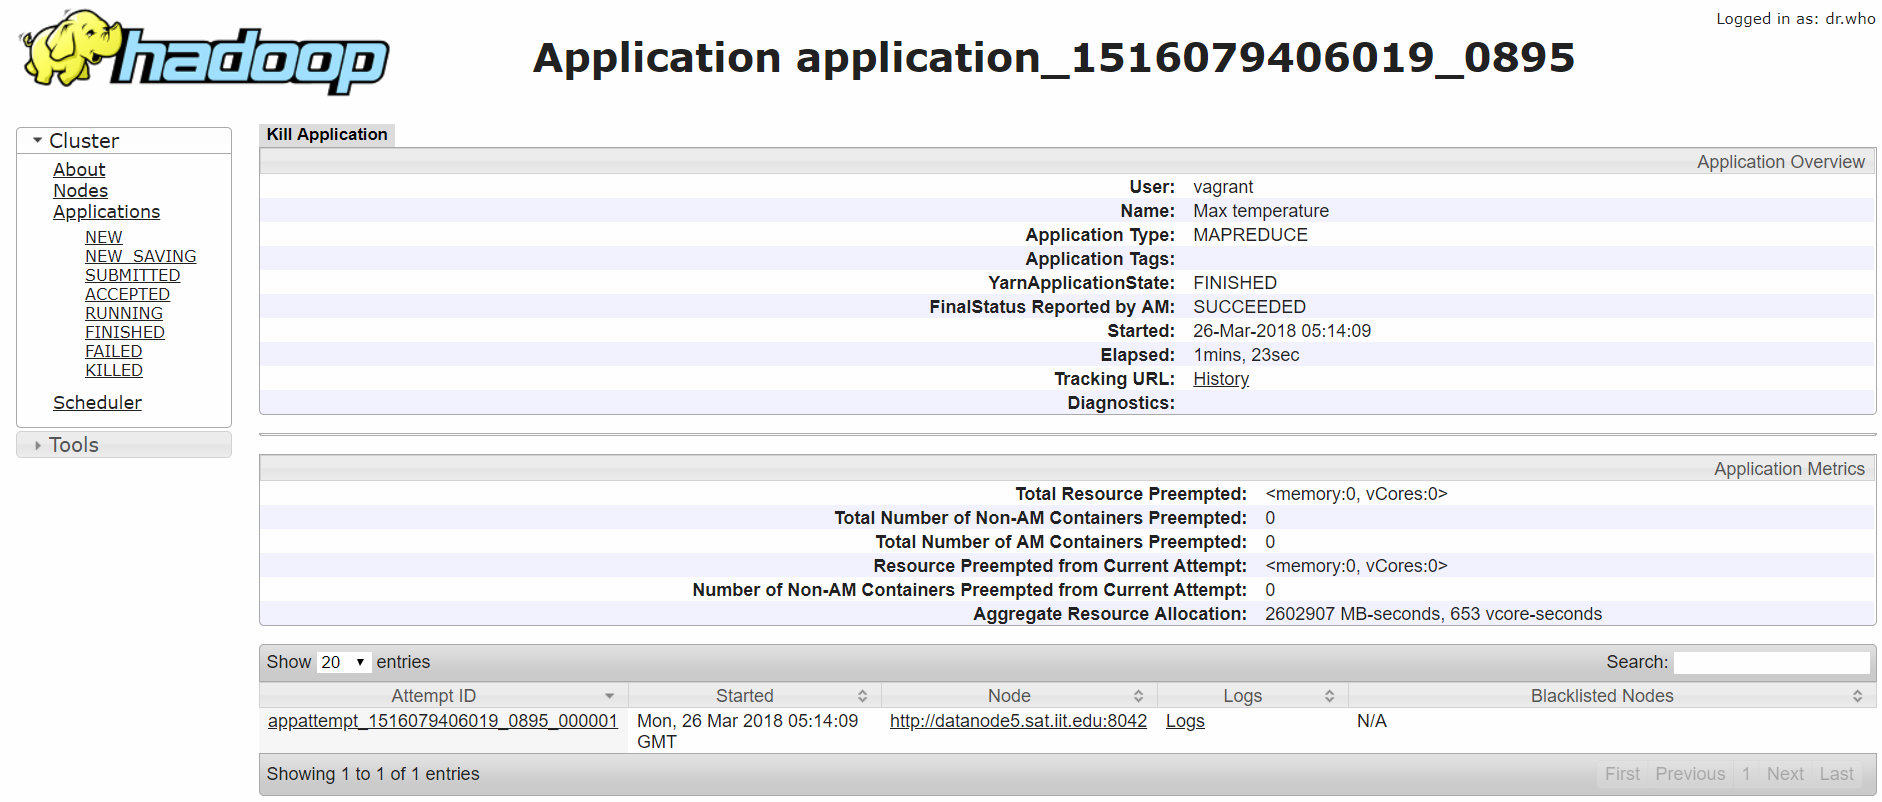 Logged in as: dr.who
hadoop
Application application_1516079406019_0895
Cluster
About
Nodes
Applications
NEW
NEW_SAVING
SUBMITTED
ACCEPTED
RUNNING
FINISHED
FAILED
KILLED
Scheduler
Tools
Kill Application
Application Overview
User: vagrant
Name: Max temperature
Application Type: MAPREDUCE
Application Tags:
YarnApplicationState: FINISHED
FinalStatus Reported by AM: SUCCEEDED
Started: 26-Mar-2018 05:14:09
Elapsed: 1mins, 23sec
Tracking URL: History
Diagnostics:
Application Metrics
Total Resource Preempted: <memory:0, vCores:0>
Total Number of Non-AM Containers Preempted: 0
Total Number of AM Containers Preempted: 0
Resource Preempted from Current Attempt: <memory:0, vCores:0>
Number of Non-AM Containers Preempted from Current Attempt: 0
Aggregate Resource Allocation: 2602907 MB-seconds, 653 vcore-seconds
Show 20 entries Search:
Attempt ID Started Node Logs Blacklisted Nodes
appattempt_1516079406019_0895_000001 Mon, 26 Mar 2018 05:14:09 http://datanode5.sat.iit.edu:8042 Logs N/A
GMT
Showing 1 to 1 of 1 entries First Previous 1 Next Last